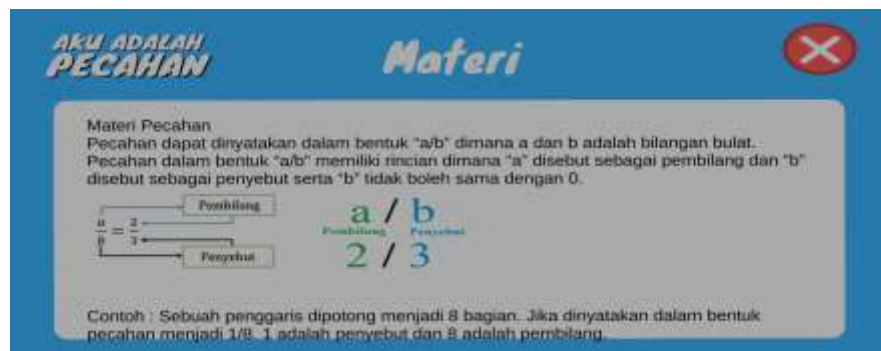 AKU ADALAH
PECAHAN
Materi
Materi Pecahan
Pecahan dapat dinyatakan dalam bentuk "a/b" dimana a dan b adalah bilangan bulat.
Pecahan dalam bentuk "a/b" memiliki rincian dimana "a" disebut sebagai pembilang dan "b"
disebut sebagai penyebut serta "b" tidak boleh sama dengan 0.
Pembilang
a/b = 2/3
Penyebut
a / b
Pembilang Penyebut
2 / 3
Contoh : Sebuah penggaris dipotong menjadi 8 bagian. Jika dinyatakan dalam bentuk
pecahan menjadi 1/8. 1 adalah penyebut dan 8 adalah pembilang.